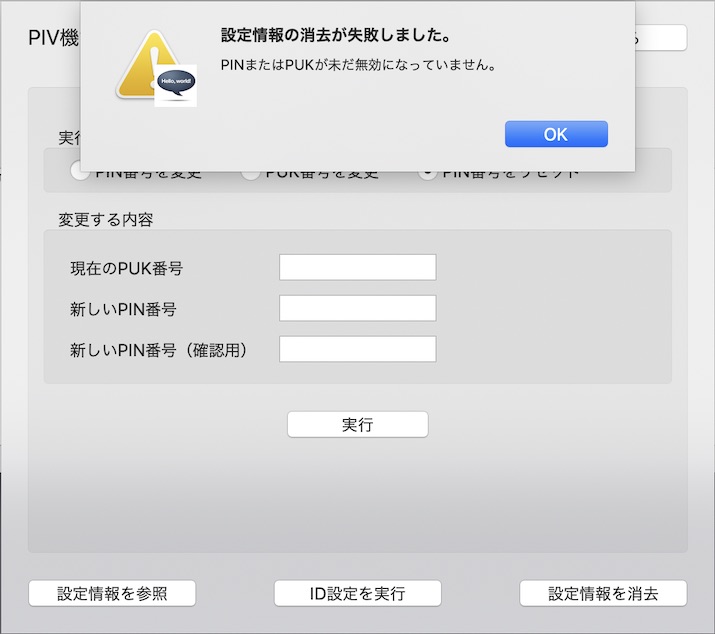 設定情報の消去が失敗しました。
PINまたはPUKが未だ無効になっていません。
Hello, world!
OK
PIV機
実行
PIN番号を変更
PUK番号を変更
PIN番号をリセット
変更する内容
現在のPUK番号
新しいPIN番号
新しいPIN番号（確認用）
実行
設定情報を参照
ID設定を実行
設定情報を消去